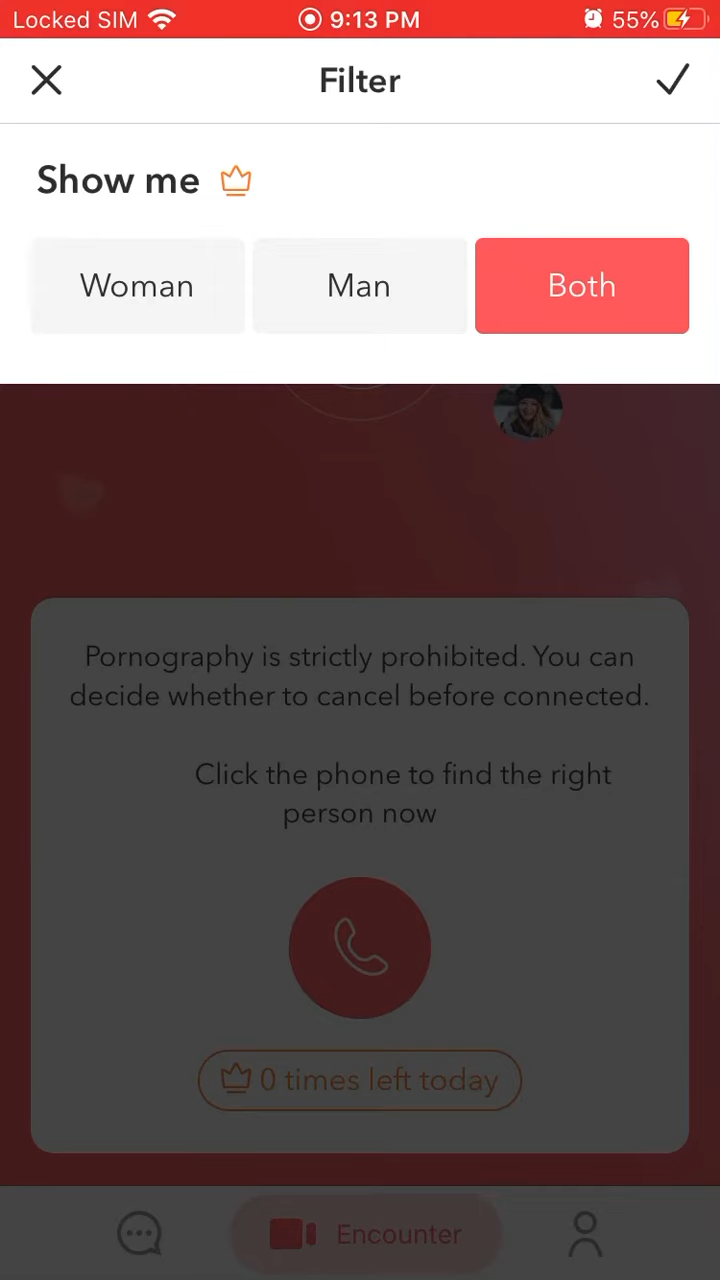 Locked SIM 9:13 PM 55%
Filter
Show me
Woman Man Both
Pornography is strictly prohibited. You can
decide whether to cancel before connected.
Click the phone to find the right
person now
0 times left today
Encounter